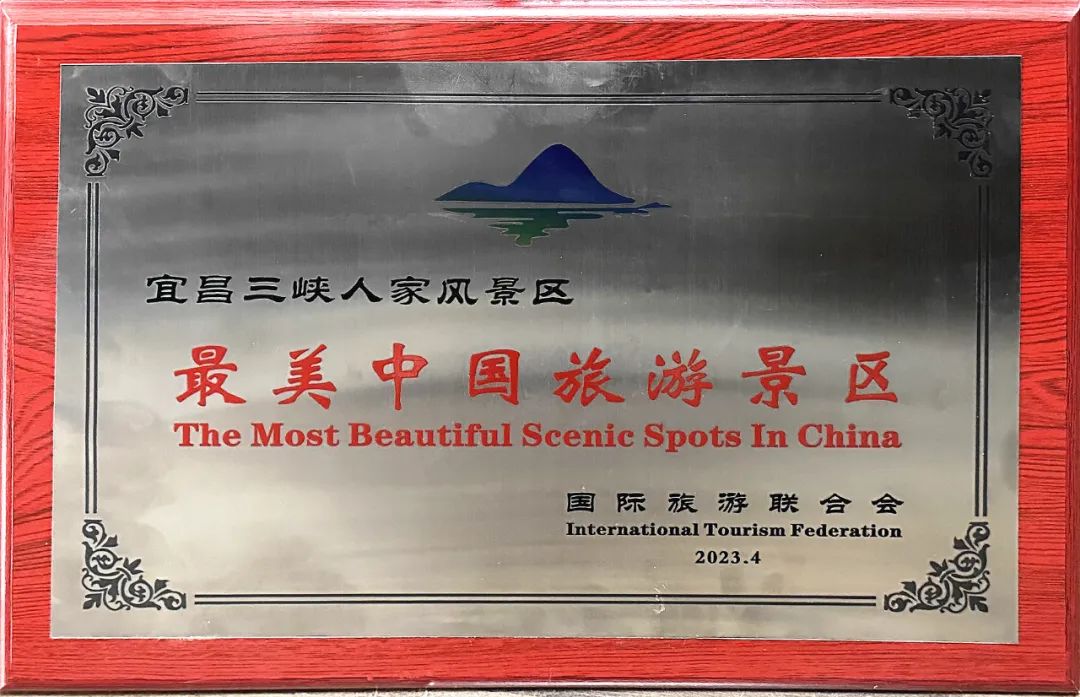 宜昌三峡人家风景区
最美中国旅游景区
The Most Beautiful Scenic Spots In China
国际旅游联合会
International Tourism Federation
2023.4